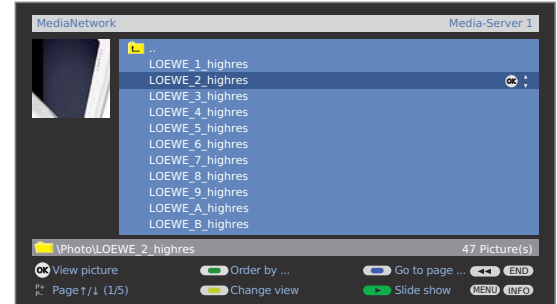 MediaNetwork Media-Server 1
..
LOEWE_1_highres
LOEWE_2_highres OK
LOEWE_3_highres
LOEWE_4_highres
LOEWE_5_highres
LOEWE_6_highres
LOEWE_7_highres
LOEWE_8_highres
LOEWE_9_highres
LOEWE_A_highres
LOEWE_B_highres
\Photo\LOEWE_2_highres 47 Picture(s)
OK View picture Order by ... Go to page ... END
P+ P- Page↑/↓ (1/5) Change view Slide show MENU INFO